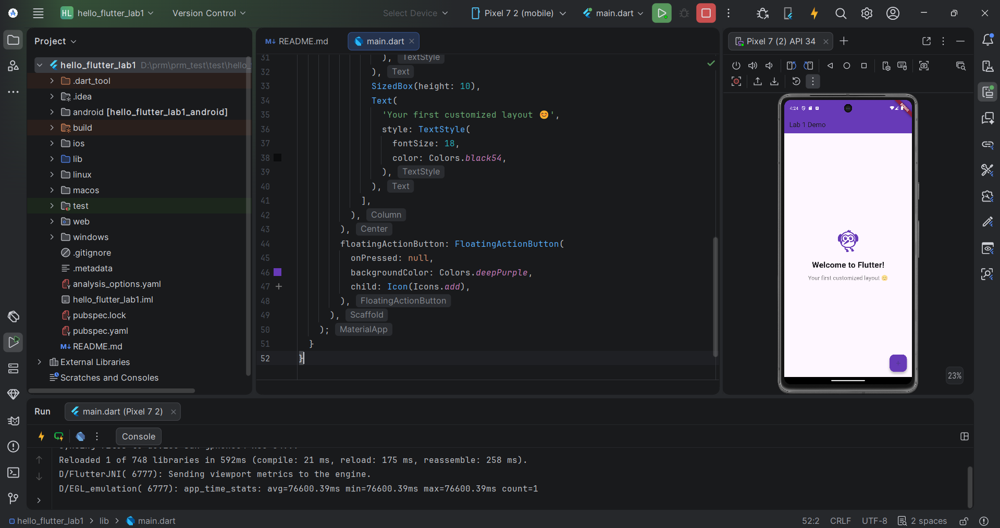 HL hello_flutter_lab1
Version Control
Select Device
Pixel 7 2 (mobile)
main.dart
Project
hello_flutter_lab1 D:\prm\prm_test\test\hello_
.dart_tool
.idea
android [hello_flutter_lab1_android]
build
ios
lib
linux
macos
test
web
windows
.gitignore
.metadata
analysis_options.yaml
hello_flutter_lab1.iml
pubspec.lock
pubspec.yaml
M↓ README.md
External Libraries
Scratches and Consoles
M↓ README.md
main.dart
31 ), TextStyle
32 ), Text
33 SizedBox(height: 10),
34 Text(
35 'Your first customized layout 😊',
36 style: TextStyle(
37 fontSize: 18,
38 color: Colors.black54,
39 ), TextStyle
40 ), Text
41 ],
42 ), Column
43 ), Center
44 floatingActionButton: FloatingActionButton(
45 onPressed: null,
46 backgroundColor: Colors.deepPurple,
47 child: Icon(Icons.add),
48 ), FloatingActionButton
49 ), Scaffold
50 ); MaterialApp
51 }
52 }
Pixel 7 (2) API 34
4:24
DEBUG
Lab 1 Demo
Welcome to Flutter!
Your first customized layout 😊
23%
Run
main.dart (Pixel 7 2)
Console
Reloaded 1 of 748 libraries in 592ms (compile: 21 ms, reload: 175 ms, reassemble: 258 ms).
D/FlutterJNI( 6777): Sending viewport metrics to the engine.
D/EGL_emulation( 6777): app_time_stats: avg=76600.39ms min=76600.39ms max=76600.39ms count=1
hello_flutter_lab1 > lib > main.dart
52:2 CRLF UTF-8 2 spaces